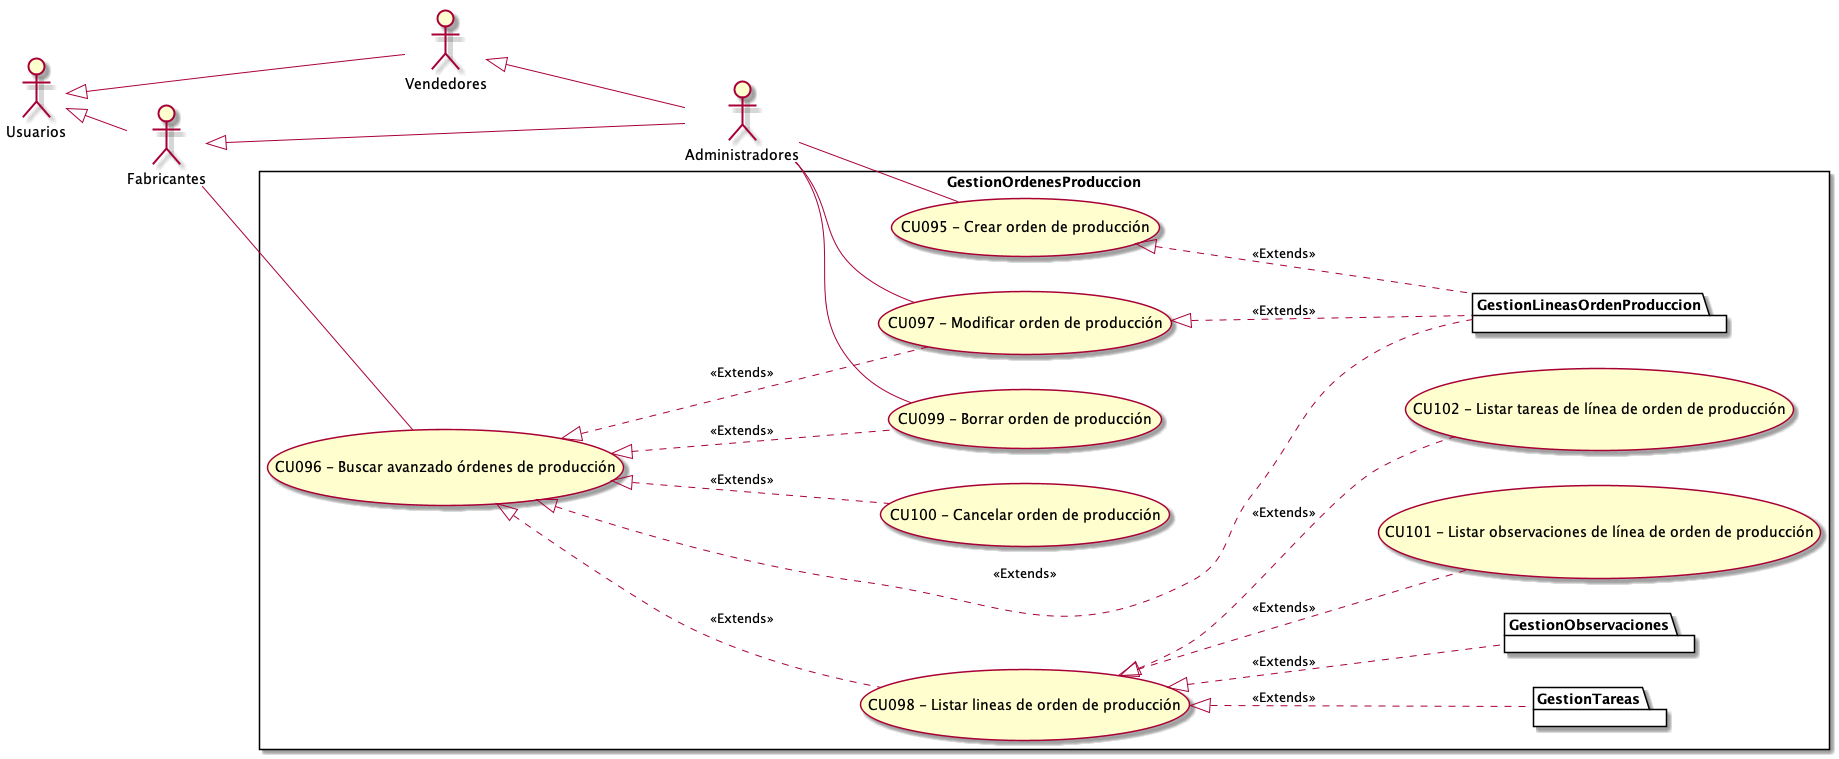 Vendedores
Usuarios
Fabricantes
Administradores
GestionOrdenesProduccion
CU095 – Crear orden de producción
«Extends»
GestionLineasOrdenProduccion
CU097 – Modificar orden de producción
«Extends»
«Extends»
CU102 – Listar tareas de línea de orden de producción
CU099 – Borrar orden de producción
«Extends»
CU096 – Buscar avanzado órdenes de producción
«Extends»
CU100 – Cancelar orden de producción
«Extends»
CU101 – Listar observaciones de línea de orden de producción
«Extends»
«Extends»
«Extends»
GestionObservaciones
«Extends»
CU098 – Listar lineas de orden de producción
«Extends»
GestionTareas